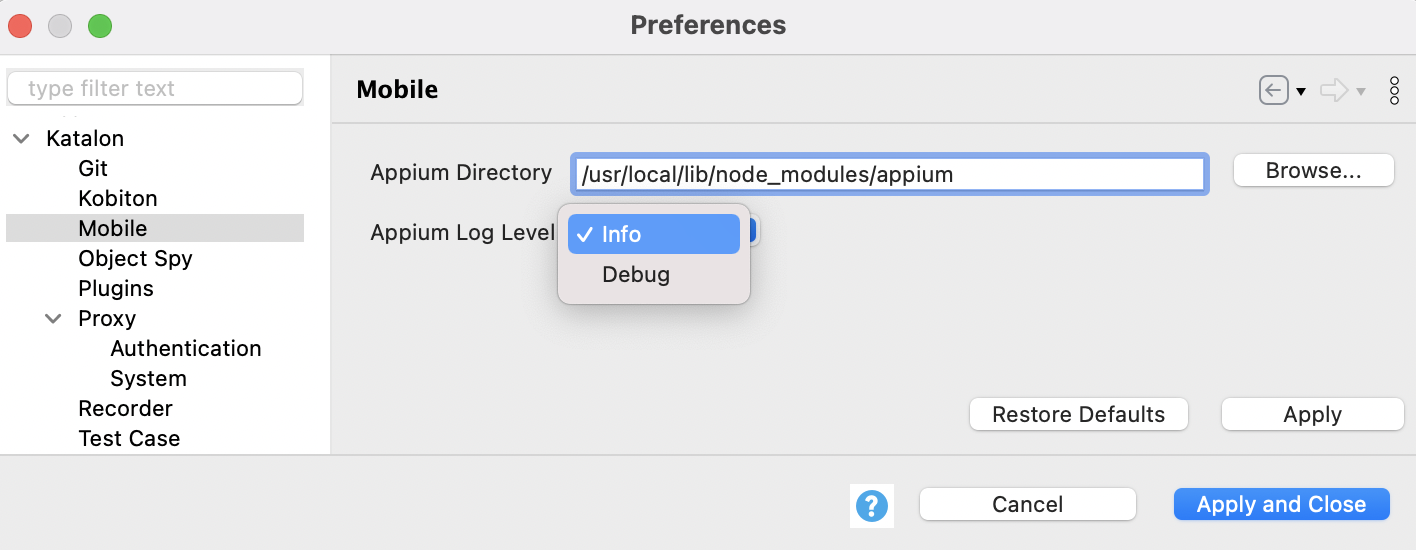 Preferences
type filter text
Katalon
Git
Kobiton
Mobile
Object Spy
Plugins
Proxy
Authentication
System
Recorder
Test Case
Mobile
Appium Directory
/usr/local/lib/node_modules/appium
Browse...
Appium Log Level
Info
Debug
Restore Defaults
Apply
?
Cancel
Apply and Close